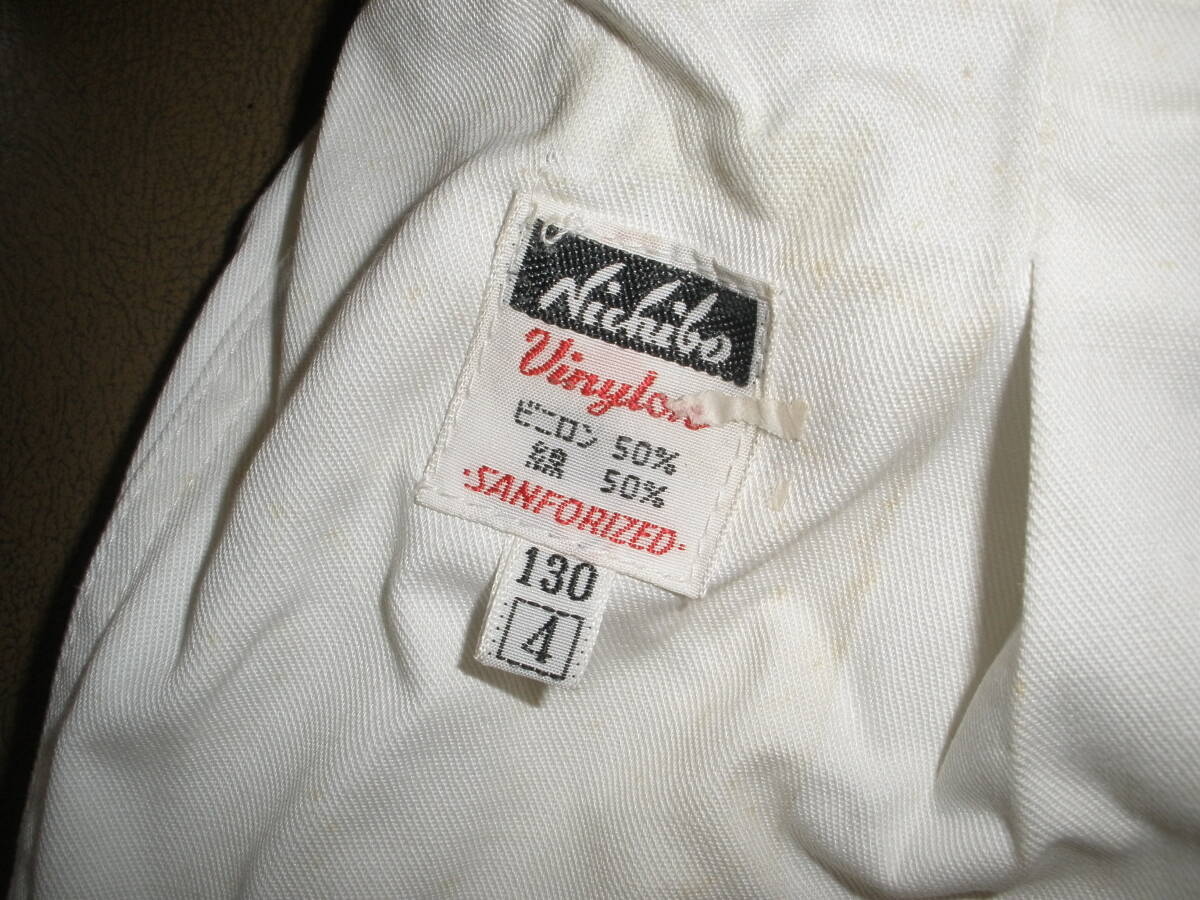 Nichibo
Vinylon
ビニロン 50%
綿 50%
·SANFORIZED·
130
4